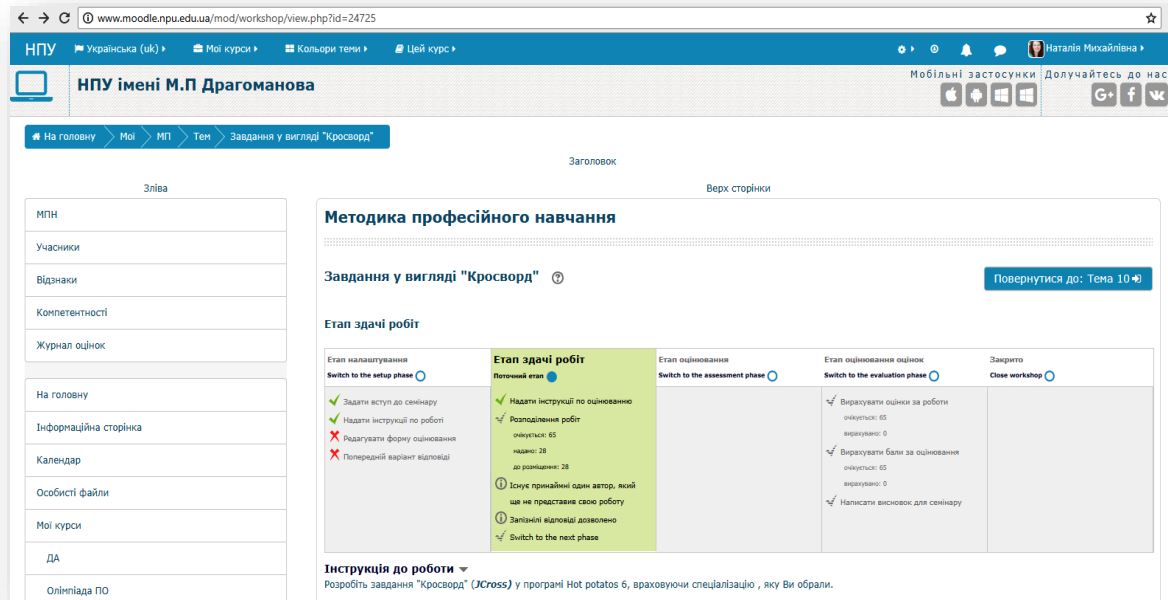 www.moodle.npu.edu.ua/mod/workshop/view.php?id=24725
НПУ Українська (uk) Мої курси Кольори теми Цей курс Наталія Михайлівна
НПУ імені М.П Драгоманова
Мобільні застосунки Долучайтесь до нас
На головну Мої МП Тем Завдання у вигляді "Кросворд"
Заголовок
Зліва
Верх сторінки
МПН
Учасники
Відзнаки
Компетентності
Журнал оцінок
На головну
Інформаційна сторінка
Календар
Особисті файли
Мої курси
ДА
Олімпіада ПО
Методика професійного навчання
Завдання у вигляді "Кросворд"
Повернутися до: Тема 10
Етап здачі робіт
Етап налаштування
Switch to the setup phase
Задати вступ до семінару
Надати інструкції по роботі
Редагувати форму оцінювання
Попередній варіант відповіді
Етап здачі робіт
Поточний етап
Надати інструкції по оцінюванню
Розподілення робіт
очікується: 65
надано: 28
до розміщення: 28
Існує принаймні один автор, який
ще не представив свою роботу
Запізнілі відповіді дозволено
Switch to the next phase
Етап оцінювання
Switch to the assessment phase
Етап оцінювання оцінок
Switch to the evaluation phase
Вирахувати оцінки за роботи
очікується: 65
вирахувано: 0
Вирахувати бали за оцінювання
очікується: 65
вирахувано: 0
Написати висновок для семінару
Закрито
Close workshop
Інструкція до роботи
Розробіть завдання "Кросворд" (JCross) у програмі Hot potatos 6, враховуючи спеціалізацію , яку Ви обрали.